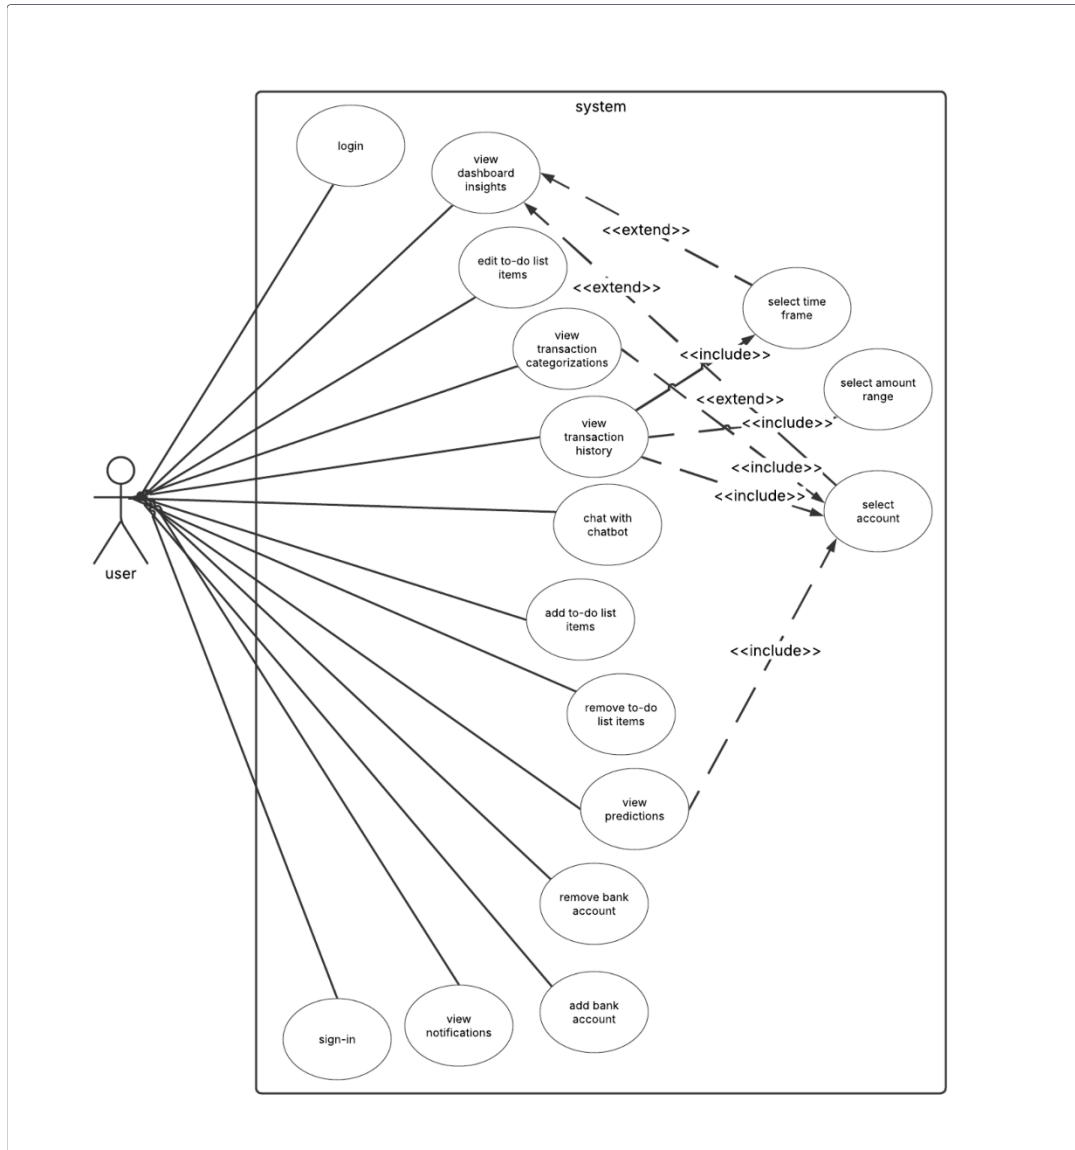 system
login
view
dashboard
insights
<<extend>>
edit to-do list
items
<<extend>>
select time
frame
view
transaction
categorizations
<<include>>
select amount
range
<<extend>>
view
transaction
history
<<include>>
<<include>>
<<include>>
select
account
chat with
chatbot
user
add to-do list
items
<<include>>
remove to-do
list items
view
predictions
remove bank
account
add bank
account
view
notifications
sign-in